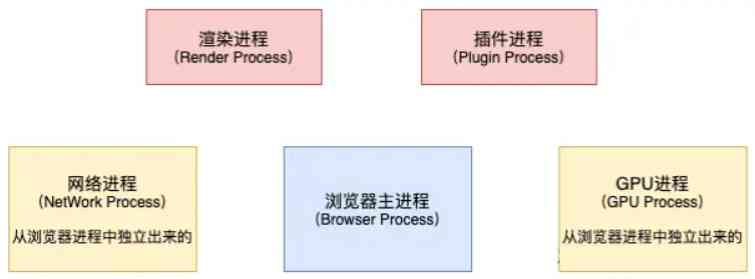 渲染进程
（Render Process）
插件进程
（Plugin Process）
网络进程
（NetWork Process）
从浏览器进程中独立出来的
浏览器主进程
（Browser Process）
GPU进程
（GPU Process）
从浏览器进程中独立出来的